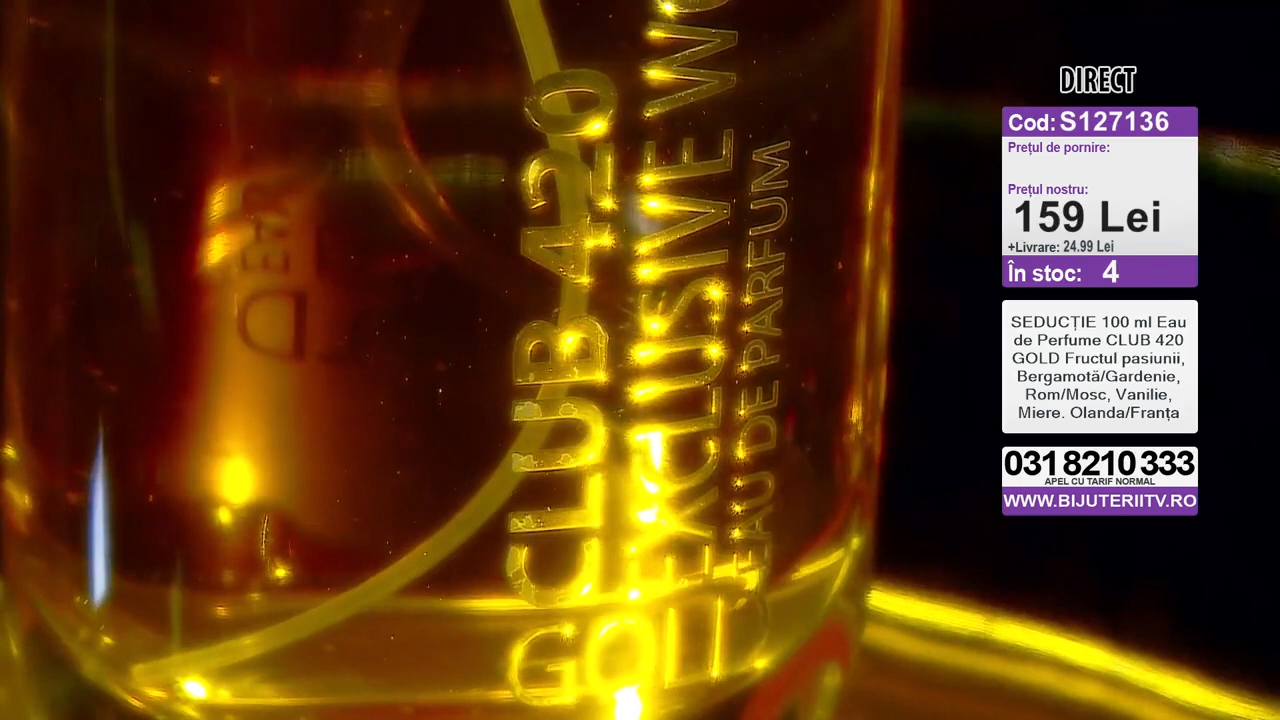 CLUB 420
EXCLUSIVE
EAU DE PARFUM
GOLD
DIRECT
Cod: S127136
Prețul de pornire:
Prețul nostru:
159 Lei
+Livrare: 24.99 Lei
În stoc: 4
SEDUCȚIE 100 ml Eau
de Perfume CLUB 420
GOLD Fructul pasiunii,
Bergamotă/Gardenie,
Rom/Mosc, Vanilie,
Miere. Olanda/Franța
031 8210 333
APEL CU TARIF NORMAL
WWW.BIJUTERIITV.RO